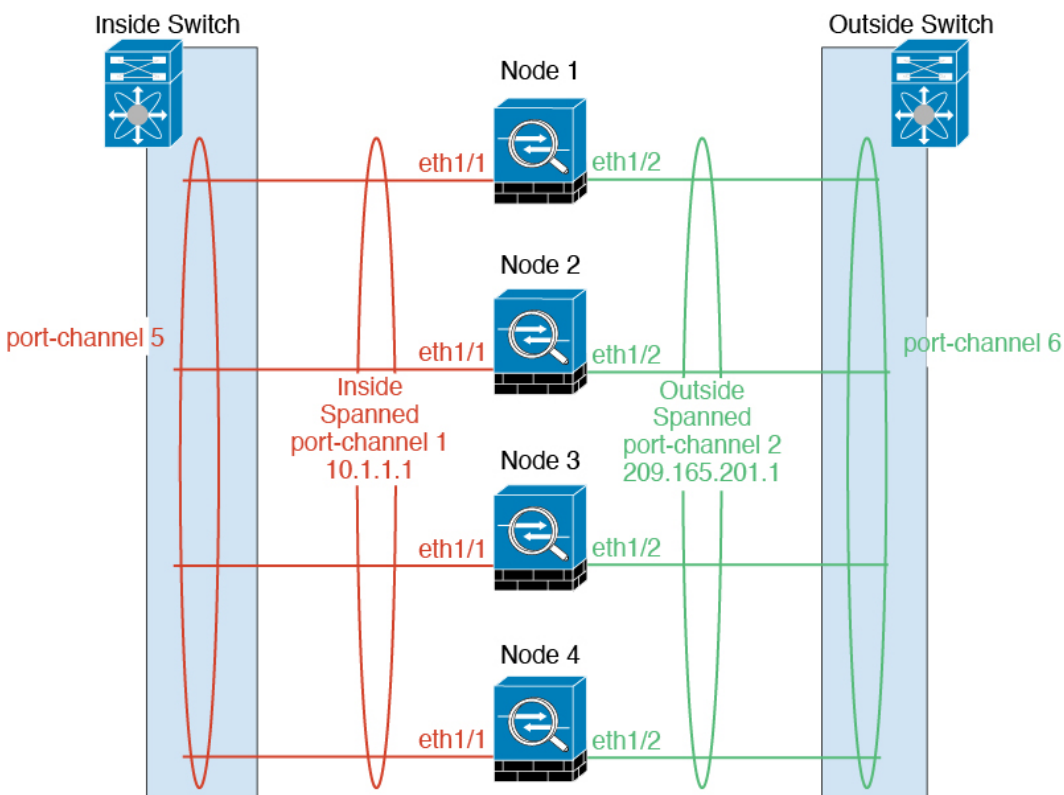 Inside Switch
Outside Switch
Node 1
eth1/1
eth1/2
Node 2
port-channel 5
eth1/1
eth1/2
port-channel 6
Inside
Spanned
port-channel 1
10.1.1.1
Outside
Spanned
port-channel 2
209.165.201.1
Node 3
eth1/1
eth1/2
Node 4
eth1/1
eth1/2